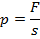 p = F/s